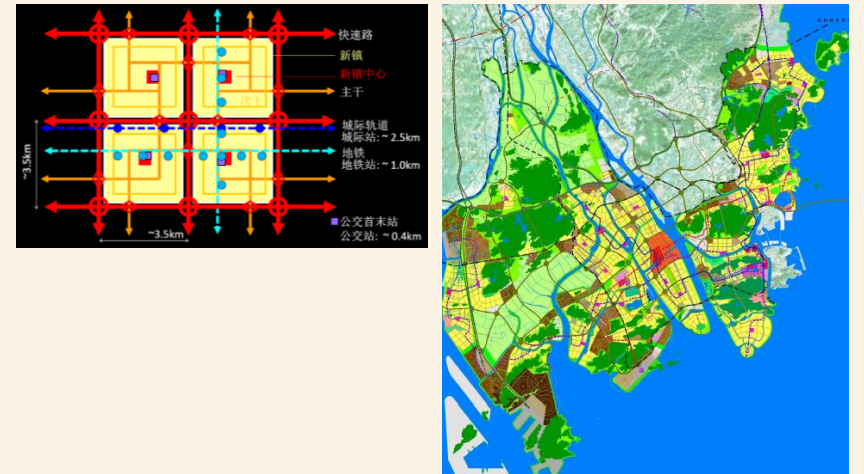 快速路
新镇
新镇中心
次干
主干
城际轨道
城际站: ~ 2.5km
地铁
地铁站: ~ 1.0km
~3.5km
~3.5km
公交首末站
公交站: ~ 0.4km